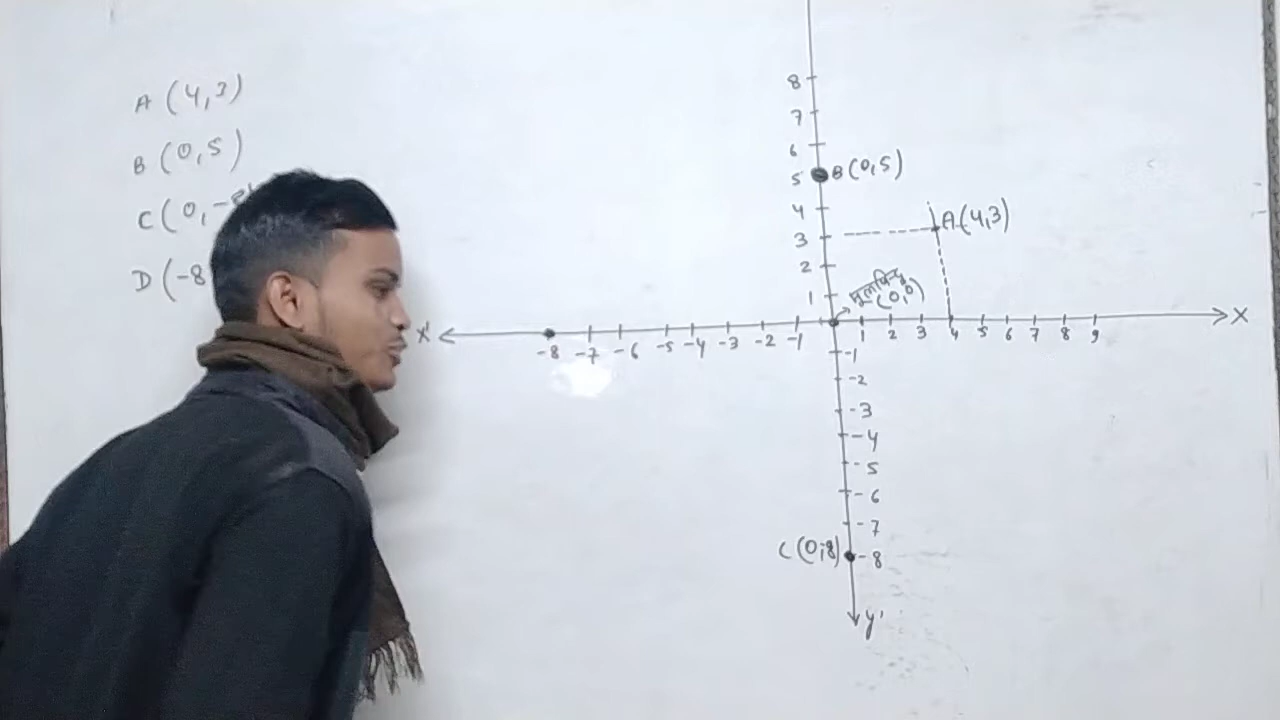 A (4,3)
B (0,5)
C (0,-8
D (-8
8
7
6
5 B(0,5)
4
3 A(4,3)
2
1
मूलबिन्दु
(0,0)
X' X
-8 -7 -6 -5 -4 -3 -2 -1 1 2 3 4 5 6 7 8 9
-1
-2
-3
-4
-5
-6
-7
C(0,-8) -8
y'